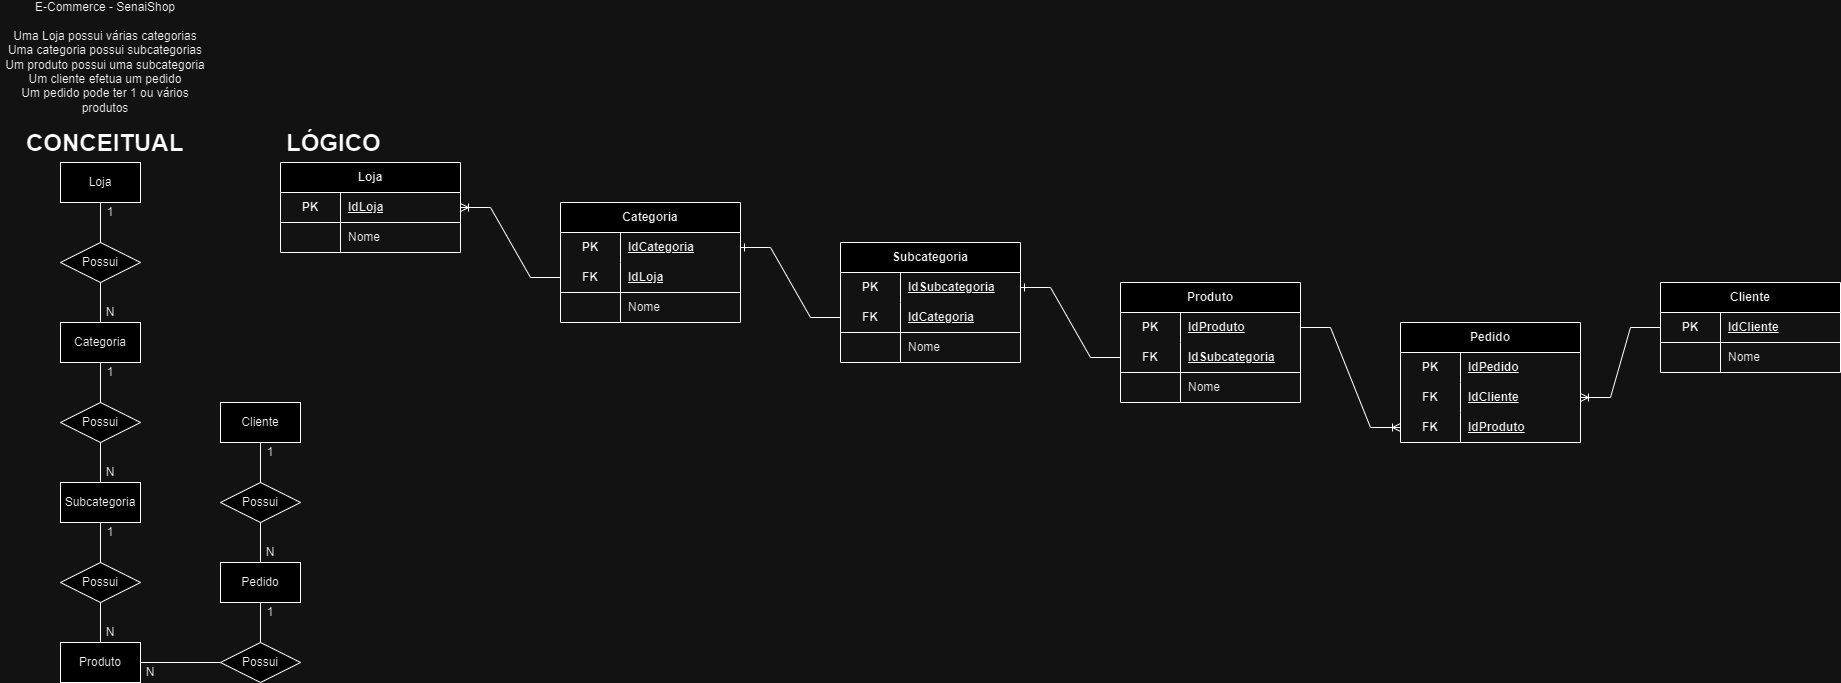 E-Commerce - SenaiShop
Uma Loja possui várias categorias
Uma categoria possui subcategorias
Um produto possui uma subcategoria
Um cliente efetua um pedido
Um pedido pode ter 1 ou vários
produtos
CONCEITUAL
Loja
1
Possui
N
Categoria
1
Possui
N
Subcategoria
1
Possui
N
Produto
N
Cliente
1
Possui
N
Pedido
1
Possui
LÓGICO
Loja
PK IdLoja
Nome
Categoria
PK IdCategoria
FK IdLoja
Nome
Subcategoria
PK IdSubcategoria
FK IdCategoria
Nome
Produto
PK IdProduto
FK IdSubcategoria
Nome
Pedido
PK IdPedido
FK IdCliente
FK IdProduto
Cliente
PK IdCliente
Nome